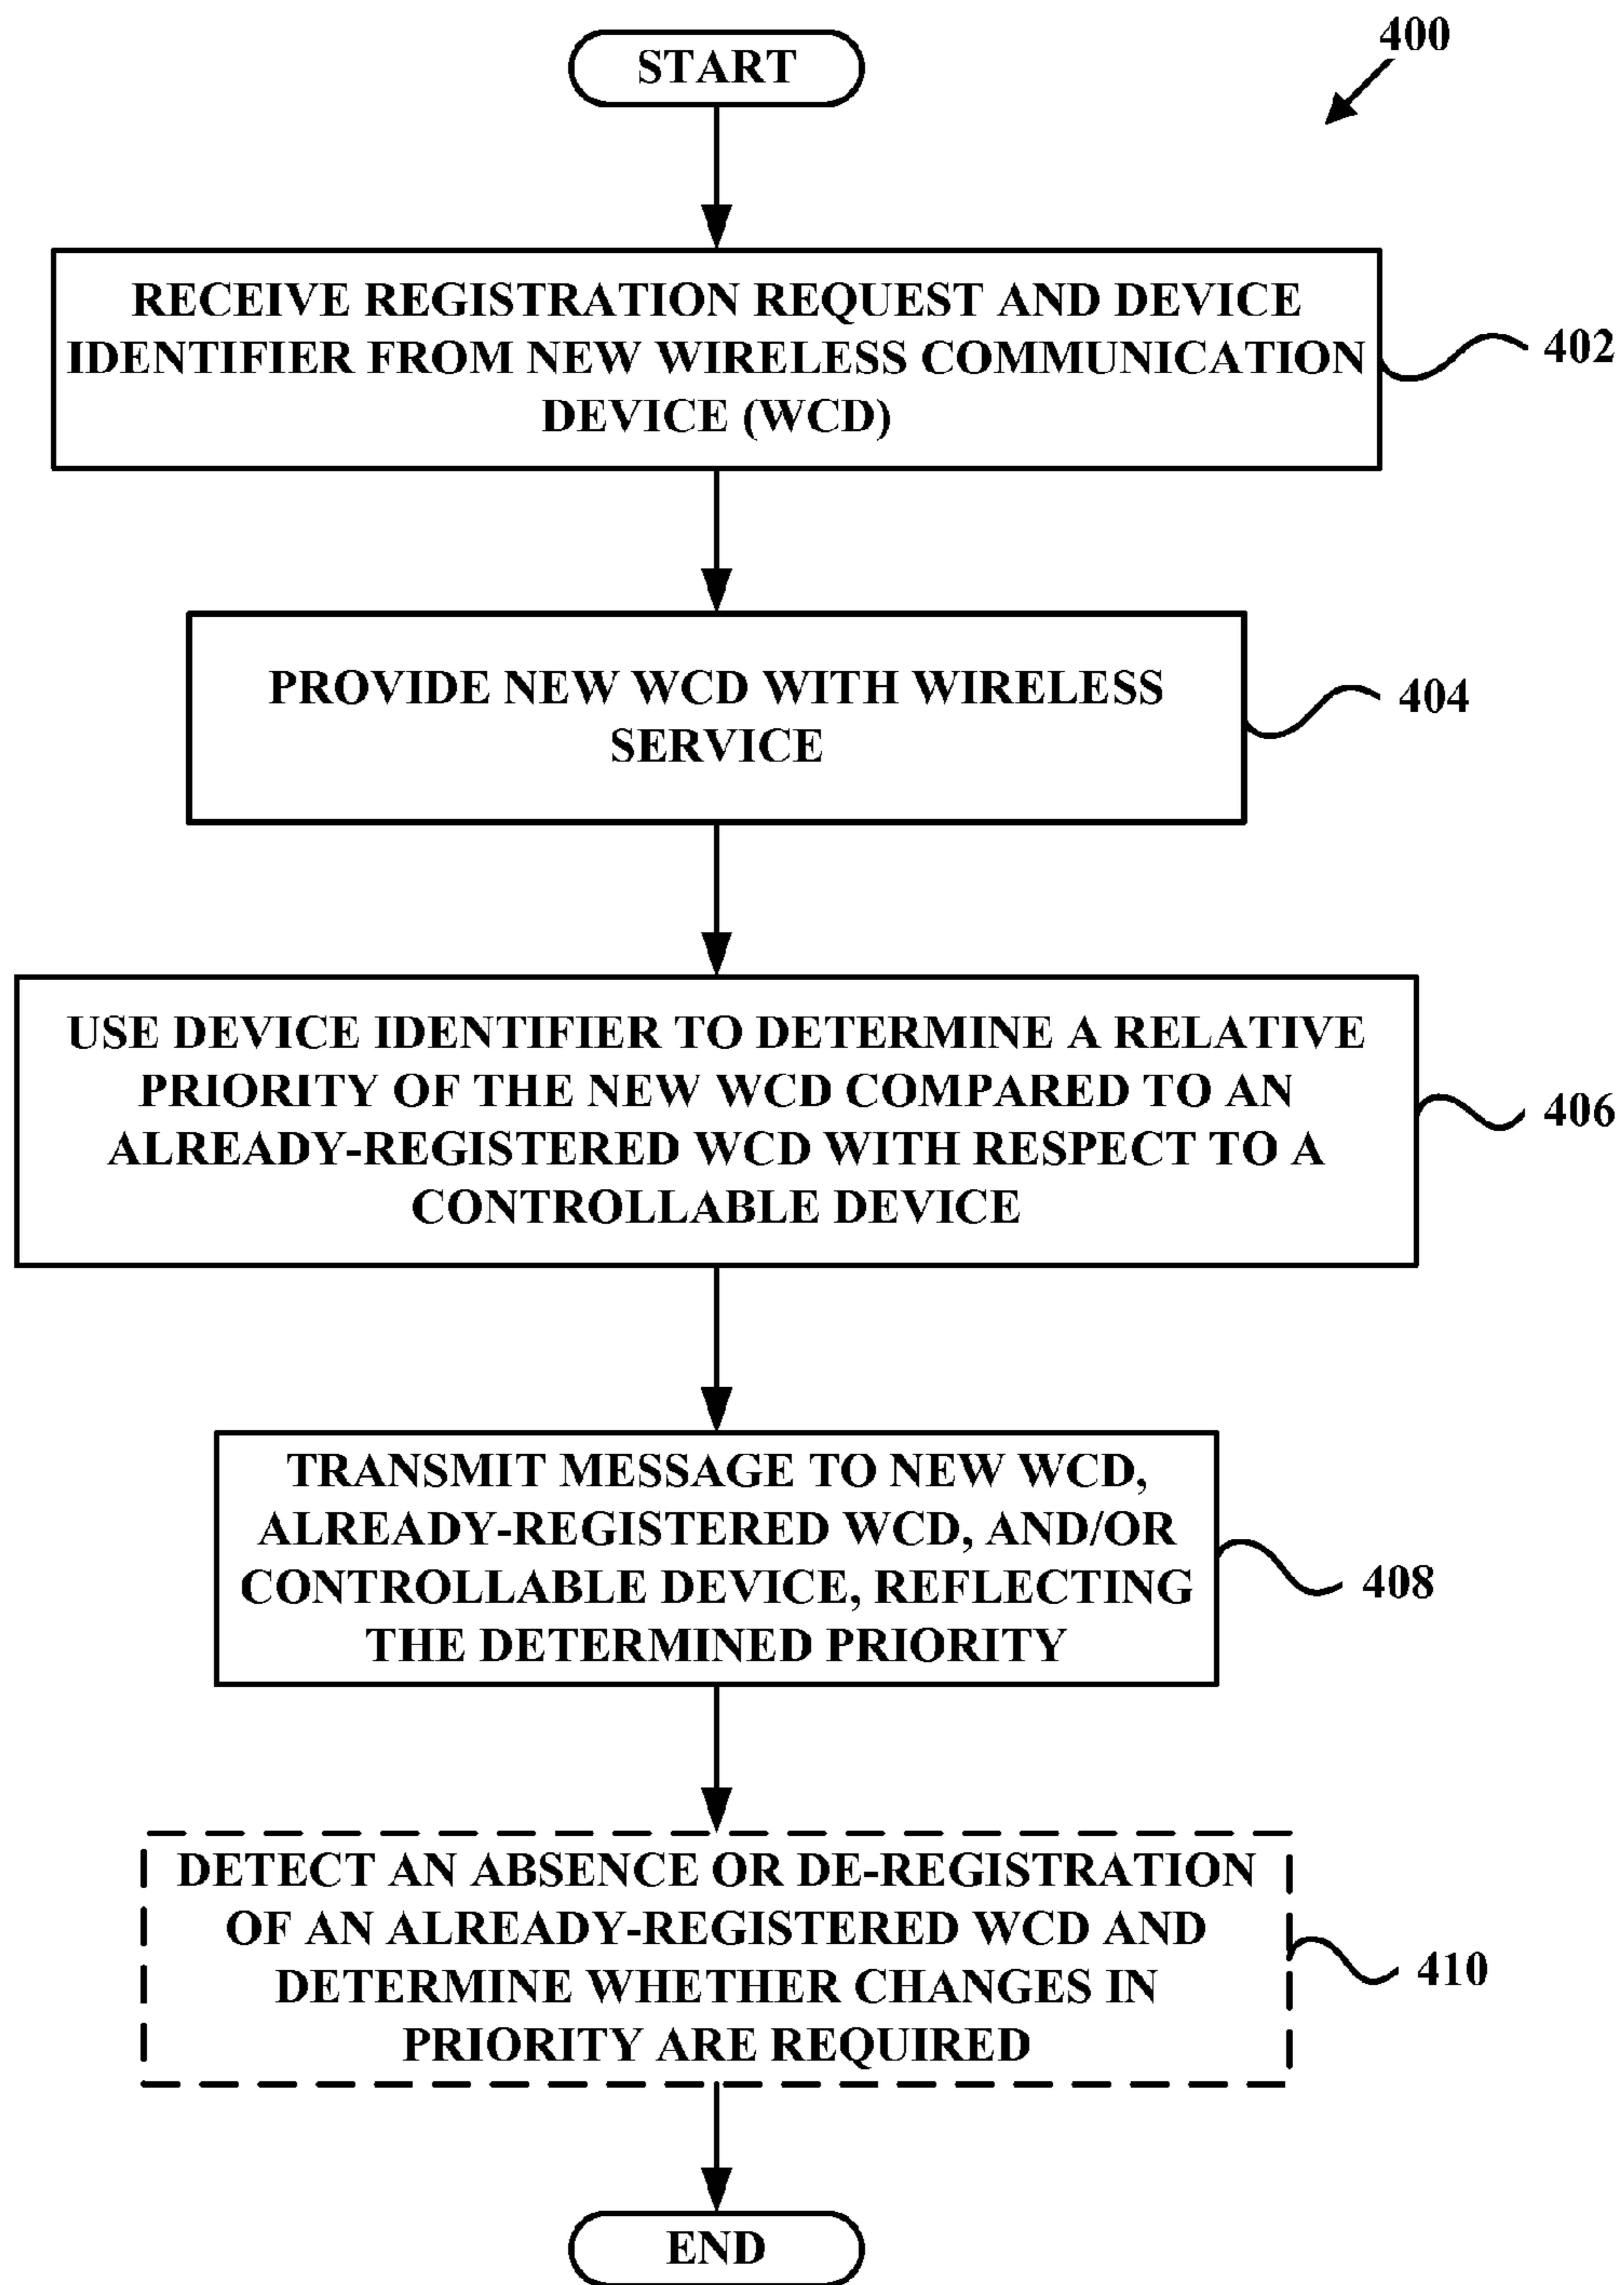 START
400
RECEIVE REGISTRATION REQUEST AND DEVICE
IDENTIFIER FROM NEW WIRELESS COMMUNICATION
DEVICE (WCD)
402
PROVIDE NEW WCD WITH WIRELESS
SERVICE
404
USE DEVICE IDENTIFIER TO DETERMINE A RELATIVE
PRIORITY OF THE NEW WCD COMPARED TO AN
ALREADY-REGISTERED WCD WITH RESPECT TO A
CONTROLLABLE DEVICE
406
TRANSMIT MESSAGE TO NEW WCD,
ALREADY-REGISTERED WCD, AND/OR
CONTROLLABLE DEVICE, REFLECTING
THE DETERMINED PRIORITY
408
DETECT AN ABSENCE OR DE-REGISTRATION
OF AN ALREADY-REGISTERED WCD AND
DETERMINE WHETHER CHANGES IN
PRIORITY ARE REQUIRED
410
END